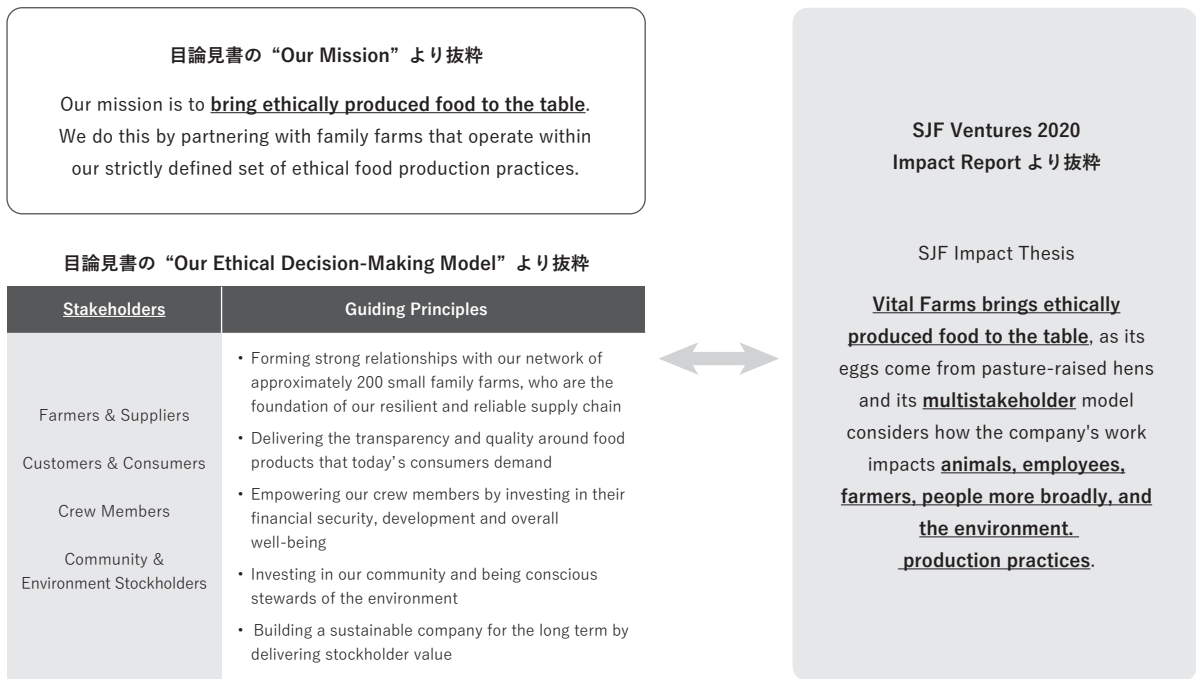 目論見書の“Our Mission”より抜粋
Our mission is to bring ethically produced food to the table.
We do this by partnering with family farms that operate within
our strictly defined set of ethical food production practices.
目論見書の“Our Ethical Decision-Making Model”より抜粋
Stakeholders
Guiding Principles
Farmers & Suppliers
Customers & Consumers
Crew Members
Community &
Environment Stockholders
• Forming strong relationships with our network of
approximately 200 small family farms, who are the
foundation of our resilient and reliable supply chain
• Delivering the transparency and quality around food
products that today’s consumers demand
• Empowering our crew members by investing in their
financial security, development and overall
well-being
• Investing in our community and being conscious
stewards of the environment
• Building a sustainable company for the long term by
delivering stockholder value
SJF Ventures 2020
Impact Report より抜粋
SJF Impact Thesis
Vital Farms brings ethically
produced food to the table, as its
eggs come from pasture-raised hens
and its multistakeholder model
considers how the company's work
impacts animals, employees,
farmers, people more broadly, and
the environment.
production practices.